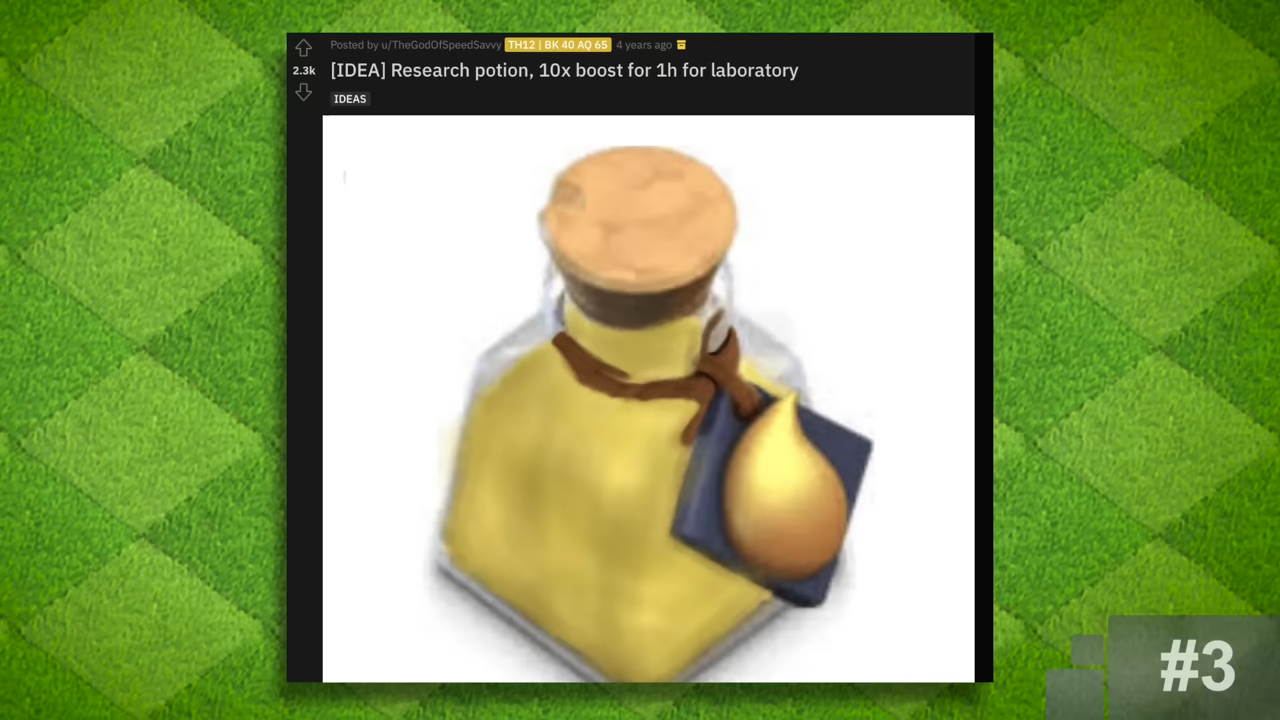 Posted by u/TheGodOfSpeedSavvy TH12 | BK 40 AQ 65 4 years ago
2.3k
[IDEA] Research potion, 10x boost for 1h for laboratory
IDEAS
#3